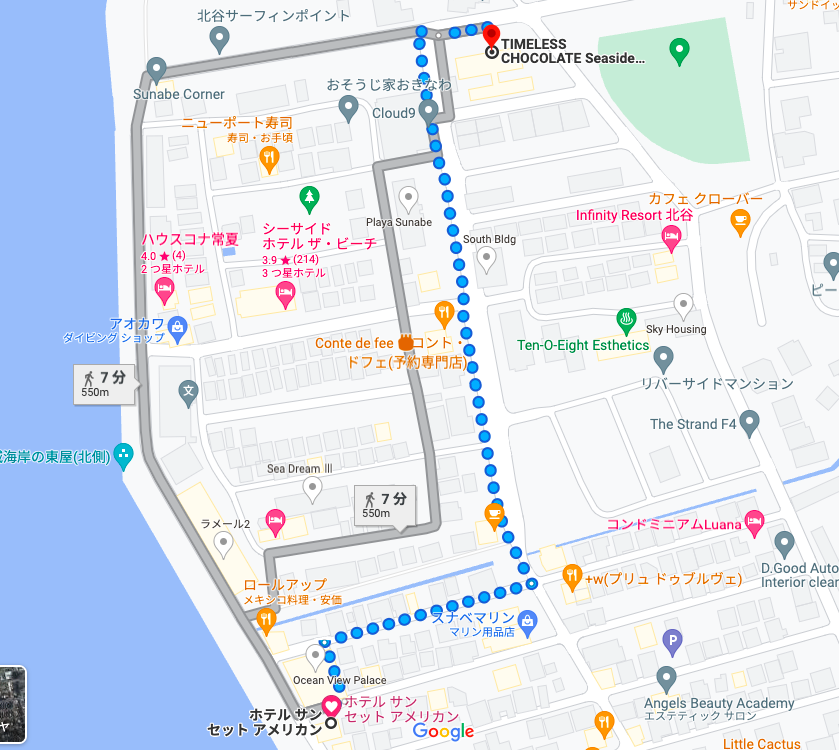 北谷サーフィンポイント
サンドイッ
TIMELESS
CHOCOLATE Seaside...
Sunabe Corner
おそうじ家おきなわ
Cloud9
ニューポート寿司
寿司・お手頃
カフェ クローバー
Infinity Resort 北谷
Playa Sunabe
シーサイド
ホテル ザ・ビーチ
3.9 ★ (214)
3 つ星ホテル
ハウスコナ常夏
4.0 ★ (4)
2 つ星ホテル
South Bldg
ピー
アオカワ
ダイビング ショップ
Sky Housing
Conte de fee
コント・
ドフェ(予約専門店)
Ten-O-Eight Esthetics
7 分
550m
文
リバーサイドマンション
The Strand F4
海岸の東屋(北側)
Sea Dream Ⅲ
7 分
550m
ラメール2
コンドミニアムLuana
D.Good Auto
Interior clear
ロールアップ
メキシコ料理・安価
+w(ブリュ ドゥブルヴェ)
スナベマリン
マリン用品店
P
Ocean View Palace
ホテル サン
セット アメリカン
ホテル サン
セット アメリカン
Google
Angels Beauty Academy
エステティック サロン
Little Cactus
ヤ